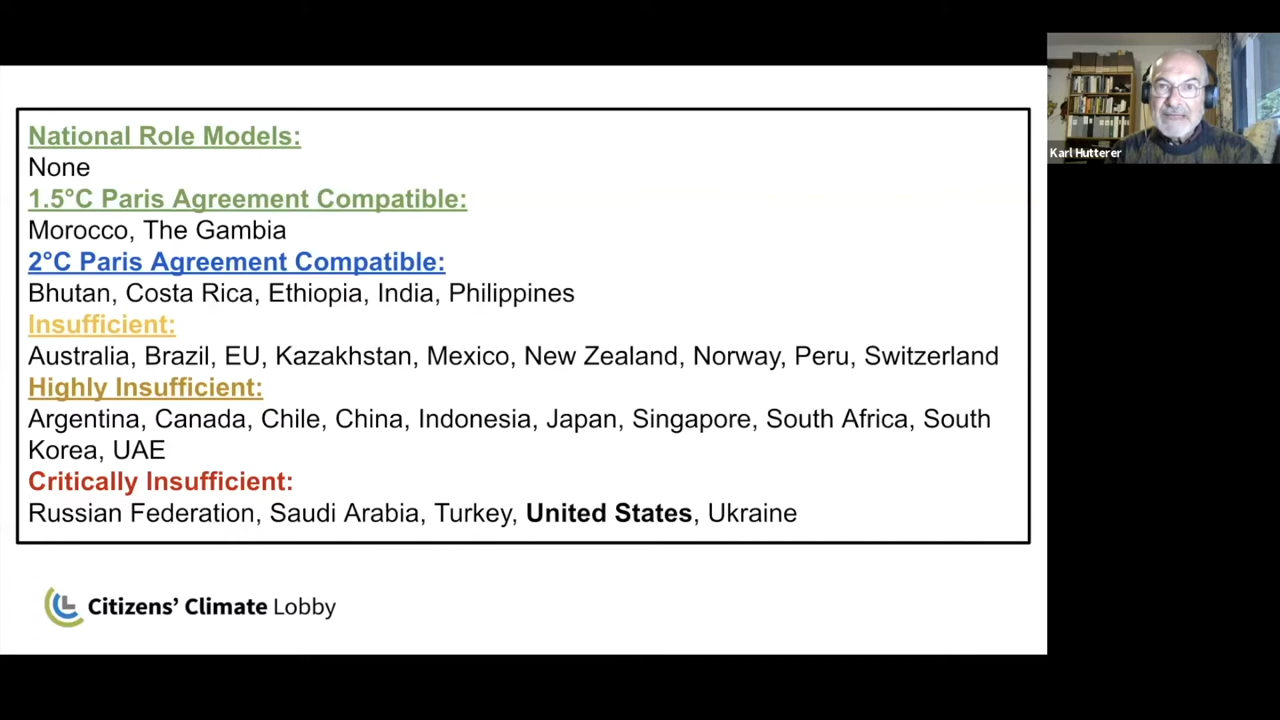 National Role Models:
None
1.5°C Paris Agreement Compatible:
Morocco, The Gambia
2°C Paris Agreement Compatible:
Bhutan, Costa Rica, Ethiopia, India, Philippines
Insufficient:
Australia, Brazil, EU, Kazakhstan, Mexico, New Zealand, Norway, Peru, Switzerland
Highly Insufficient:
Argentina, Canada, Chile, China, Indonesia, Japan, Singapore, South Africa, South
Korea, UAE
Critically Insufficient:
Russian Federation, Saudi Arabia, Turkey, United States, Ukraine
Citizens’ Climate Lobby
Karl Hutterer